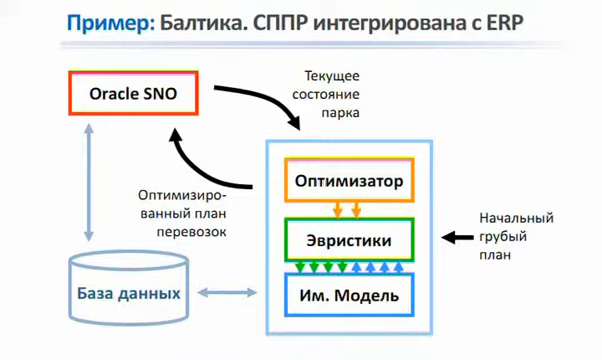 Пример: Балтика. СППР интегрирована с ERP
Oracle SNO
Текущее
состояние
парка
Оптимизатор
Оптимизиро-
ванный план
перевозок
Эвристики
Начальный
грубый
план
База данных
Им. Модель